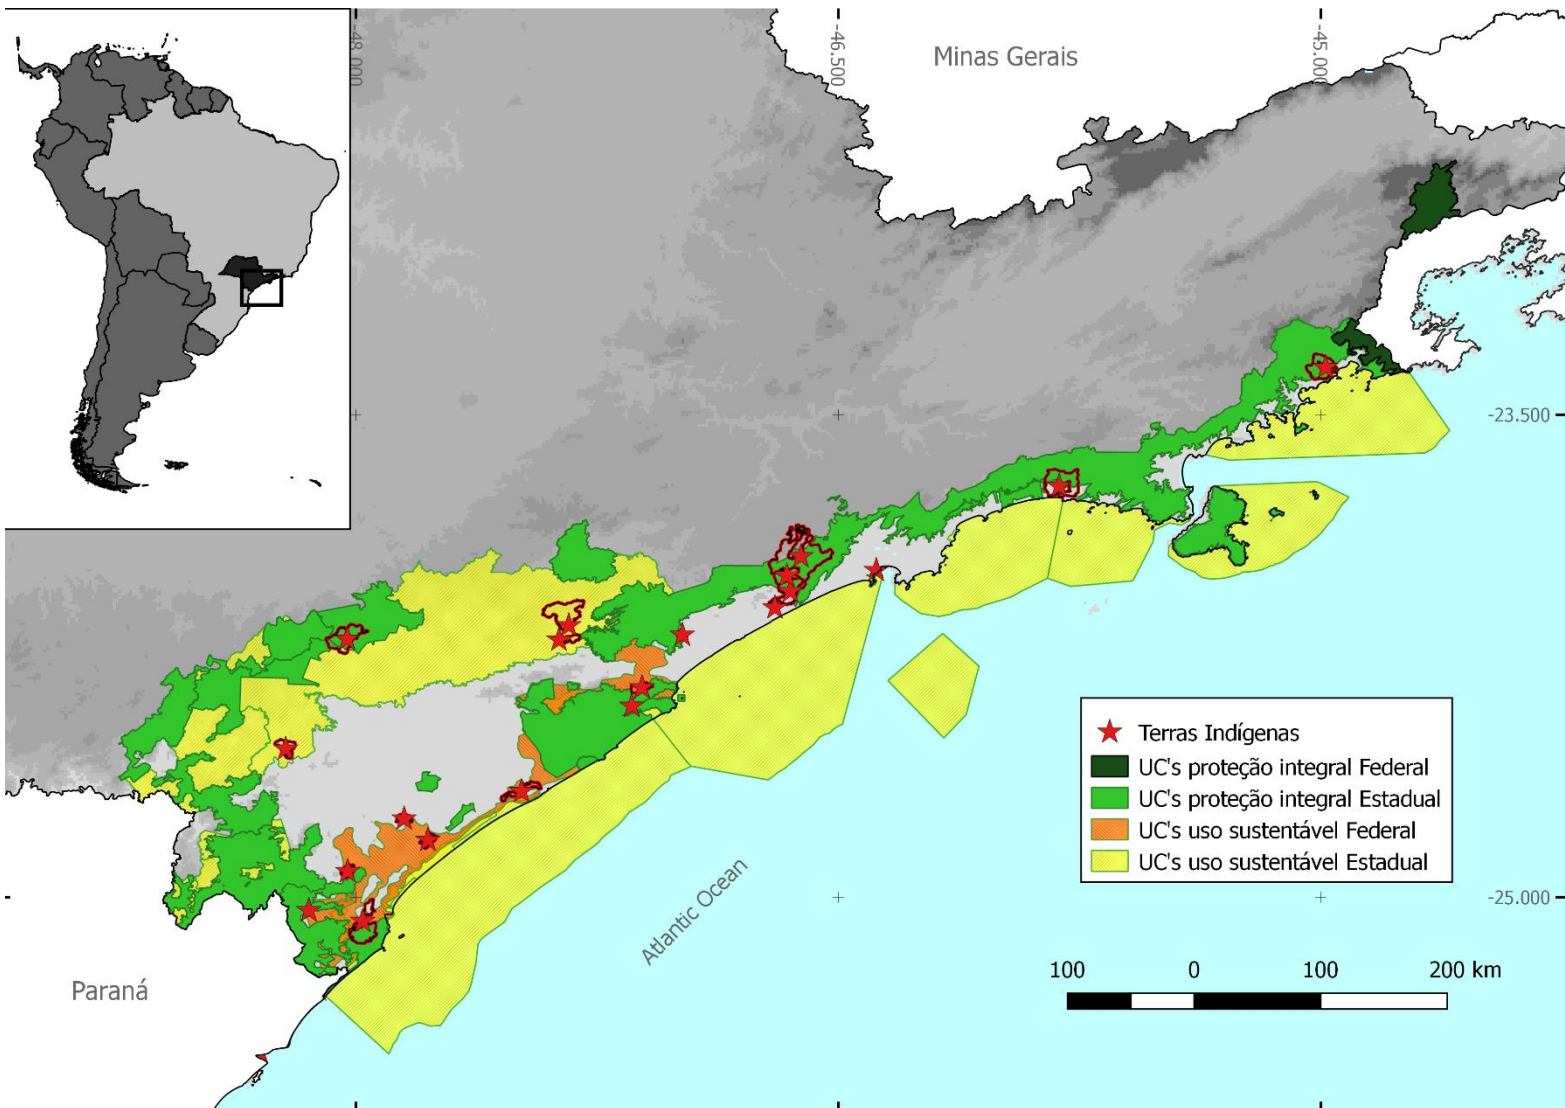 -48.000
-46.500
-45.000
Minas Gerais
-23.500
Terras Indígenas
UC's proteção integral Federal
UC's proteção integral Estadual
UC's uso sustentável Federal
UC's uso sustentável Estadual
Atlantic Ocean
-25.000
Paraná
100 0 100 200 km